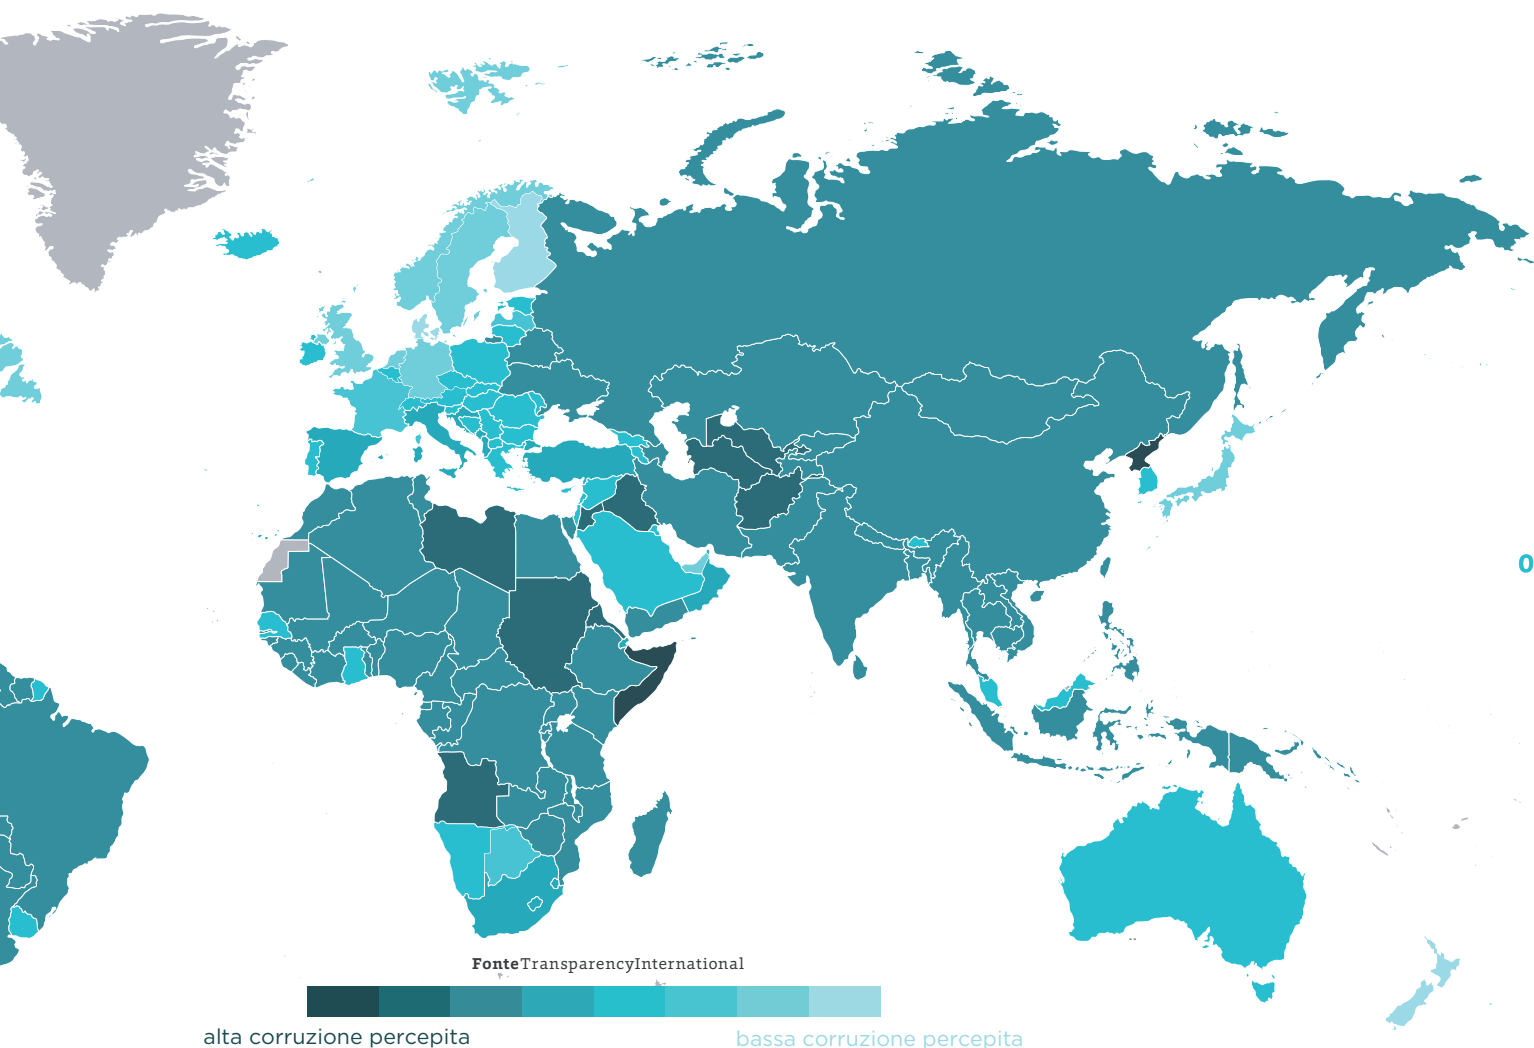 0
FonteTransparencyInternational
alta corruzione percepita
bassa corruzione percepita